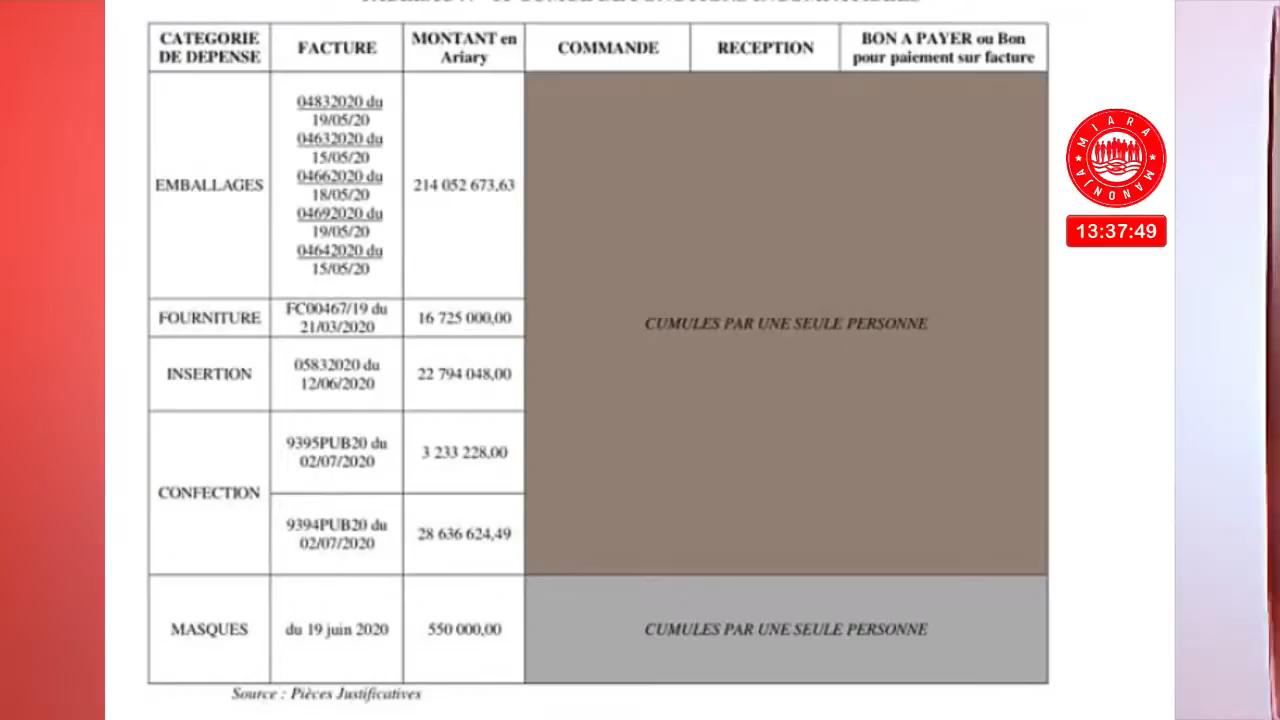 CATEGORIE DE DEPENSE
FACTURE
MONTANT en Ariary
COMMANDE
RECEPTION
BON A PAYER ou Bon pour paiement sur facture
EMBALLAGES
04832020 du
19/05/20
04632020 du
15/05/20
04662020 du
18/05/20
04692020 du
19/05/20
04642020 du
15/05/20
214 052 673,63
FOURNITURE
FC00467/19 du
21/03/2020
16 725 000,00
CUMULES PAR UNE SEULE PERSONNE
INSERTION
05832020 du
12/06/2020
22 794 048,00
CONFECTION
9395PUB20 du
02/07/2020
3 233 228,00
9394PUB20 du
02/07/2020
28 636 624,49
MASQUES
du 19 juin 2020
550 000,00
CUMULES PAR UNE SEULE PERSONNE
Source : Pièces Justificatives
MIARA
MANONJA
13:37:49